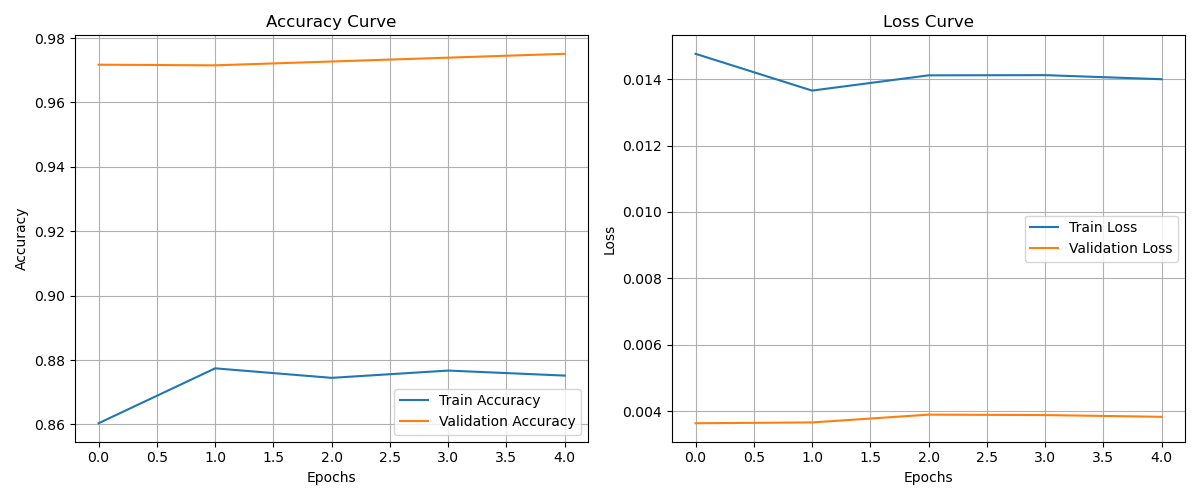 Accuracy Curve
0.98
0.96
0.94
0.92
0.90
0.88
0.86
Accuracy
0.0 0.5 1.0 1.5 2.0 2.5 3.0 3.5 4.0
Epochs
Train Accuracy
Validation Accuracy
Loss Curve
0.014
0.012
0.010
0.008
0.006
0.004
Loss
0.0 0.5 1.0 1.5 2.0 2.5 3.0 3.5 4.0
Epochs
Train Loss
Validation Loss